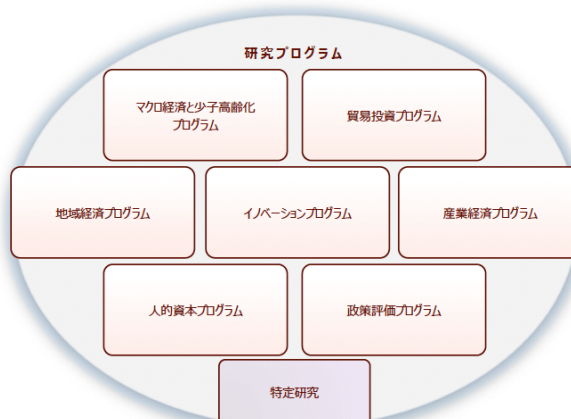 研究プログラム
マクロ経済と少子高齢化
プログラム
貿易投資プログラム
地域経済プログラム
イノベーションプログラム
産業経済プログラム
人的資本プログラム
政策評価プログラム
特定研究